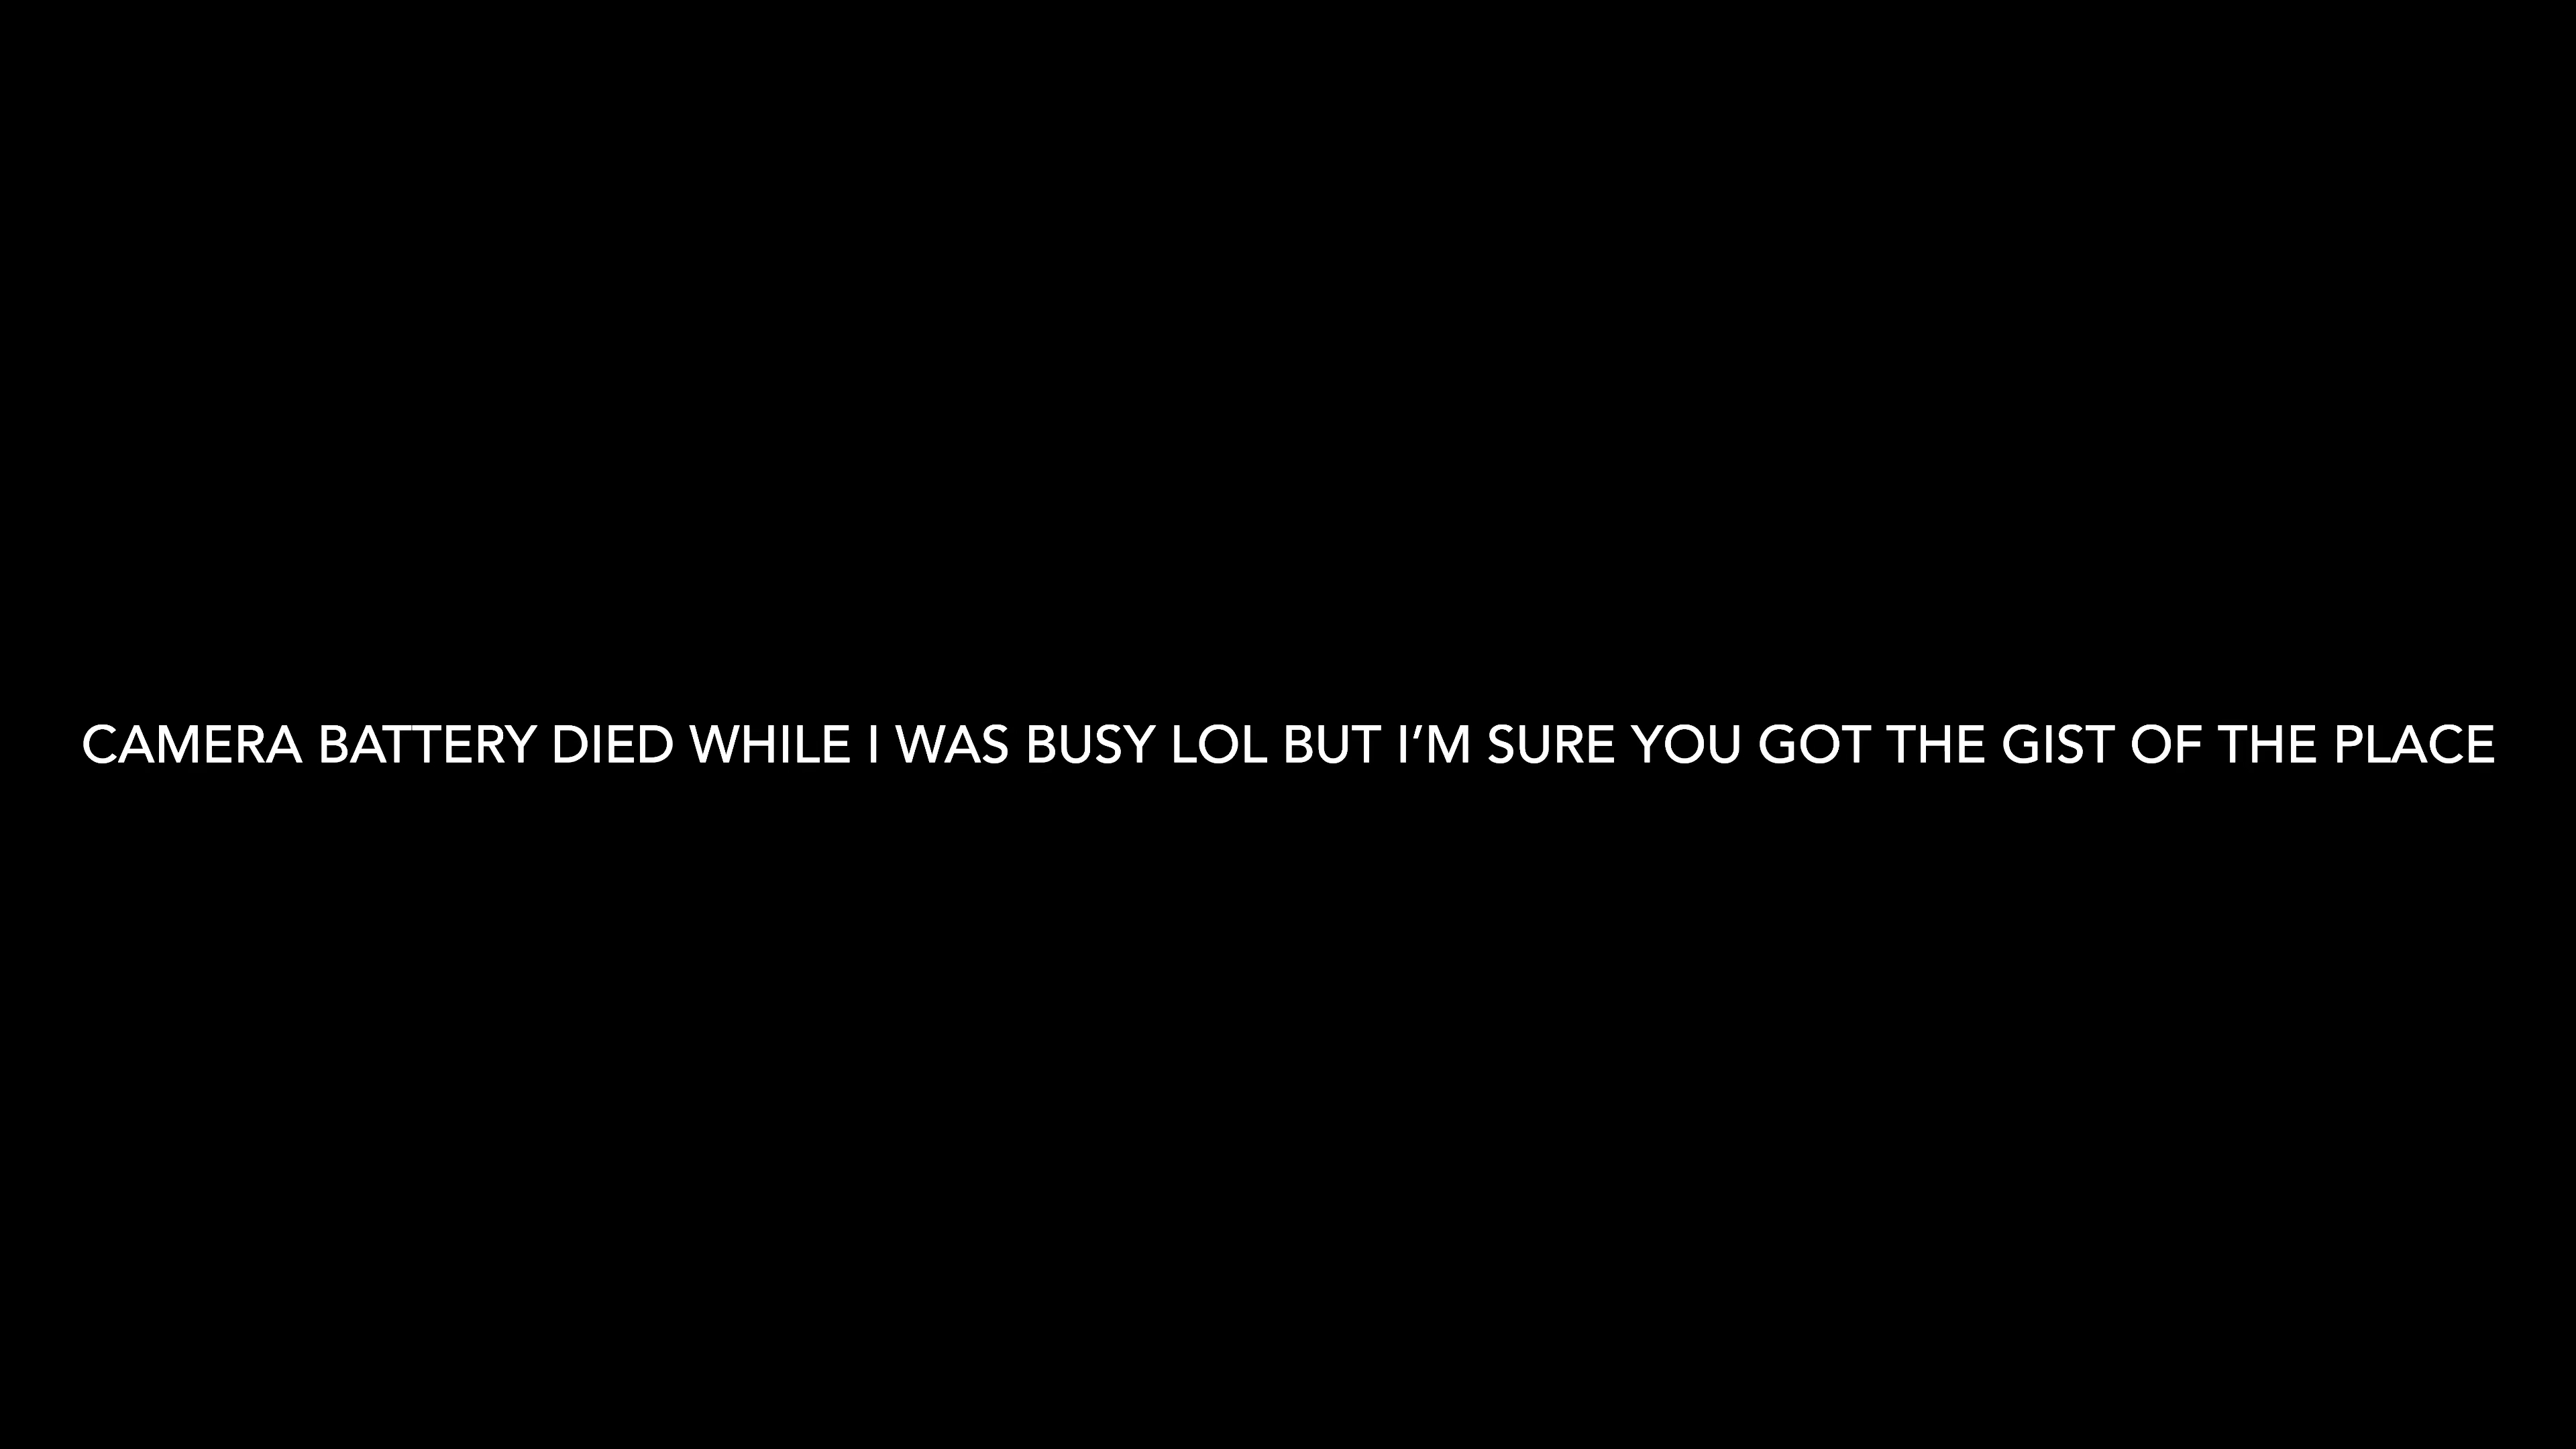 CAMERA BATTERY DIED WHILE I WAS BUSY LOL BUT I’M SURE YOU GOT THE GIST OF THE PLACE